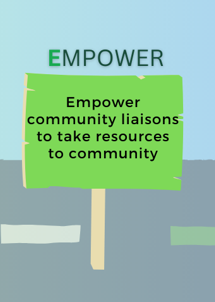 EMPOWER
Empower
community liaisons
to take resources
to community